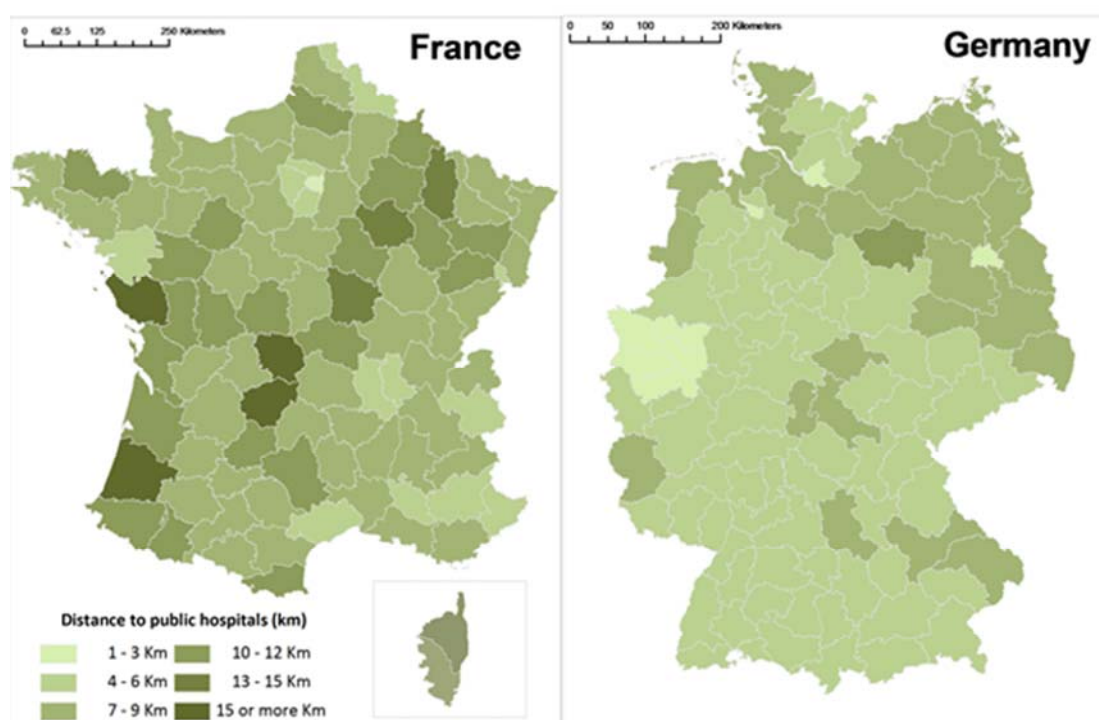 0 62.5 125 250 Kilometers
France
0 50 100 200 Kilometers
Germany
Distance to public hospitals (km)
1 - 3 Km
10 - 12 Km
4 - 6 Km
13 - 15 Km
7 - 9 Km
15 or more Km